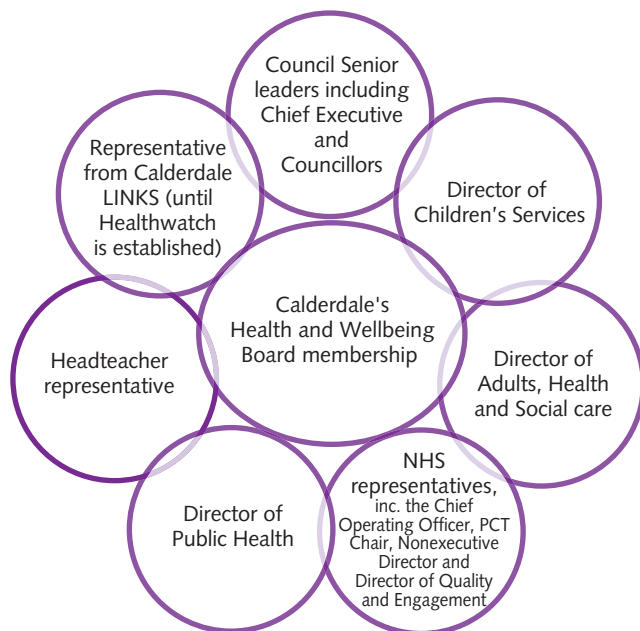 Council Senior
leaders including
Chief Executive
and
Councillors
Representative
from Calderdale
LINKS (until
Healthwatch
is established)
Director of
Children's Services
Calderdale's
Health and Wellbeing
Board membership
Headteacher
representative
Director of
Adults, Health
and Social care
Director of
Public Health
NHS
representatives,
inc. the Chief
Operating Officer, PCT
Chair, Nonexecutive
Director and
Director of Quality
and Engagement